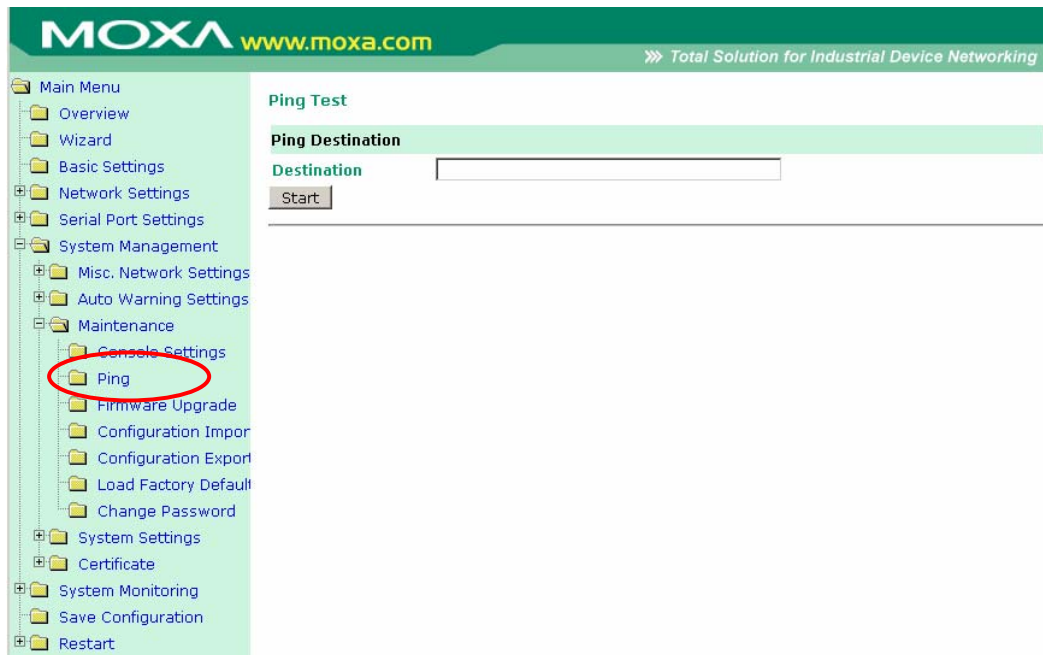 MOXA www.moxa.com
Total Solution for Industrial Device Networking
Main Menu
Overview
Wizard
Basic Settings
Network Settings
Serial Port Settings
System Management
Misc. Network Settings
Auto Warning Settings
Maintenance
Console Settings
Ping
Firmware Upgrade
Configuration Impor
Configuration Export
Load Factory Default
Change Password
System Settings
Certificate
System Monitoring
Save Configuration
Restart
Ping Test
Ping Destination
Destination
Start